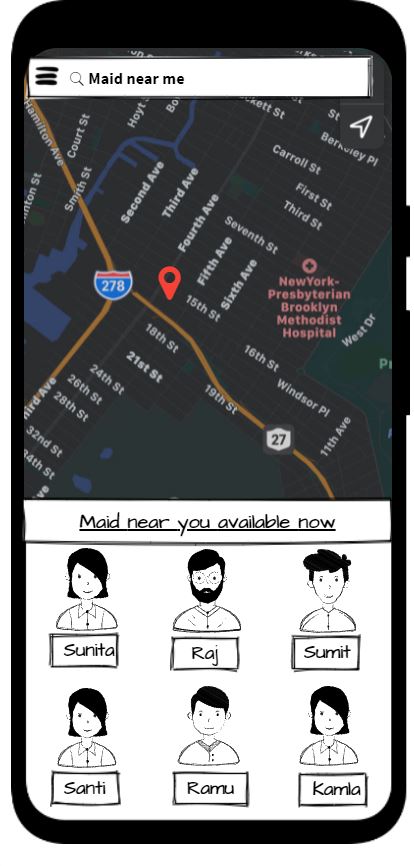 Maid near me
Hamilton Ave
Court St
Hoyt
Smith St
Second Ave
Third Ave
Fourth Ave
Fifth Ave
Sixth Ave
Carroll St
First St
Third St
Seventh St
Berkeley Pl
278
15th St
NewYork-
Presbyterian
Brooklyn
Methodist
Hospital
West Dr
18th St
16th St
21st St
24th St
26th St
28th St
19th St
Windsor Pl
11th Ave
27
32nd St
34th St
Maid near you available now
Sunita
Raj
Sumit
Santi
Ramu
Kamla